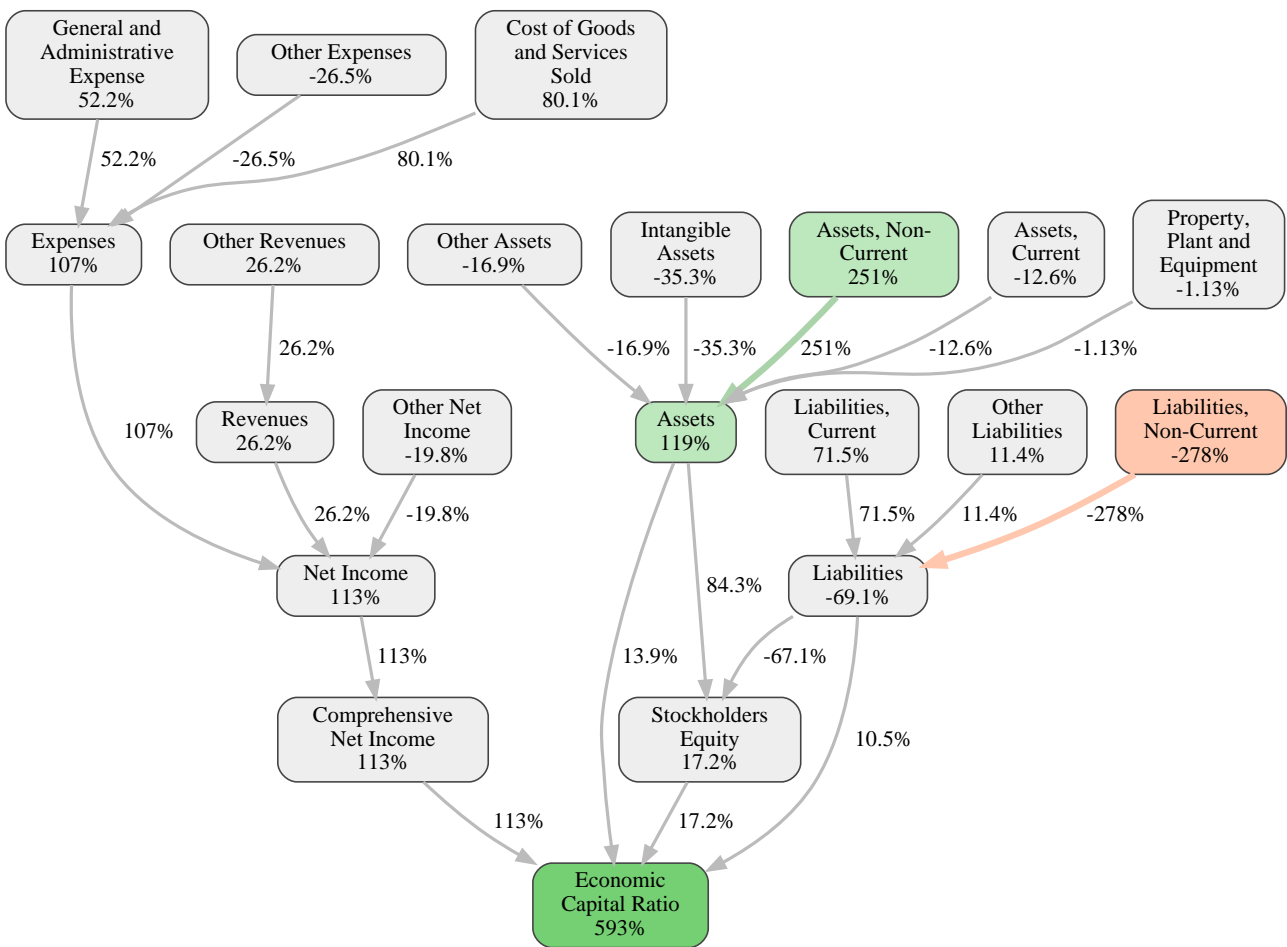 General and
Administrative
Expense
52.2%
Other Expenses
-26.5%
Cost of Goods
and Services
Sold
80.1%
52.2%
-26.5%
80.1%
Expenses
107%
Other Revenues
26.2%
Other Assets
-16.9%
Intangible
Assets
-35.3%
Assets, Non-
Current
251%
Assets,
Current
-12.6%
Property,
Plant and
Equipment
-1.13%
26.2%
-16.9%
-35.3%
251%
-12.6%
-1.13%
107%
Revenues
26.2%
Other Net
Income
-19.8%
Assets
119%
Liabilities,
Current
71.5%
Other
Liabilities
11.4%
Liabilities,
Non-Current
-278%
26.2%
-19.8%
71.5%
11.4%
-278%
Net Income
113%
84.3%
Liabilities
-69.1%
113%
13.9%
-67.1%
Comprehensive
Net Income
113%
Stockholders
Equity
17.2%
10.5%
113%
17.2%
Economic
Capital Ratio
593%